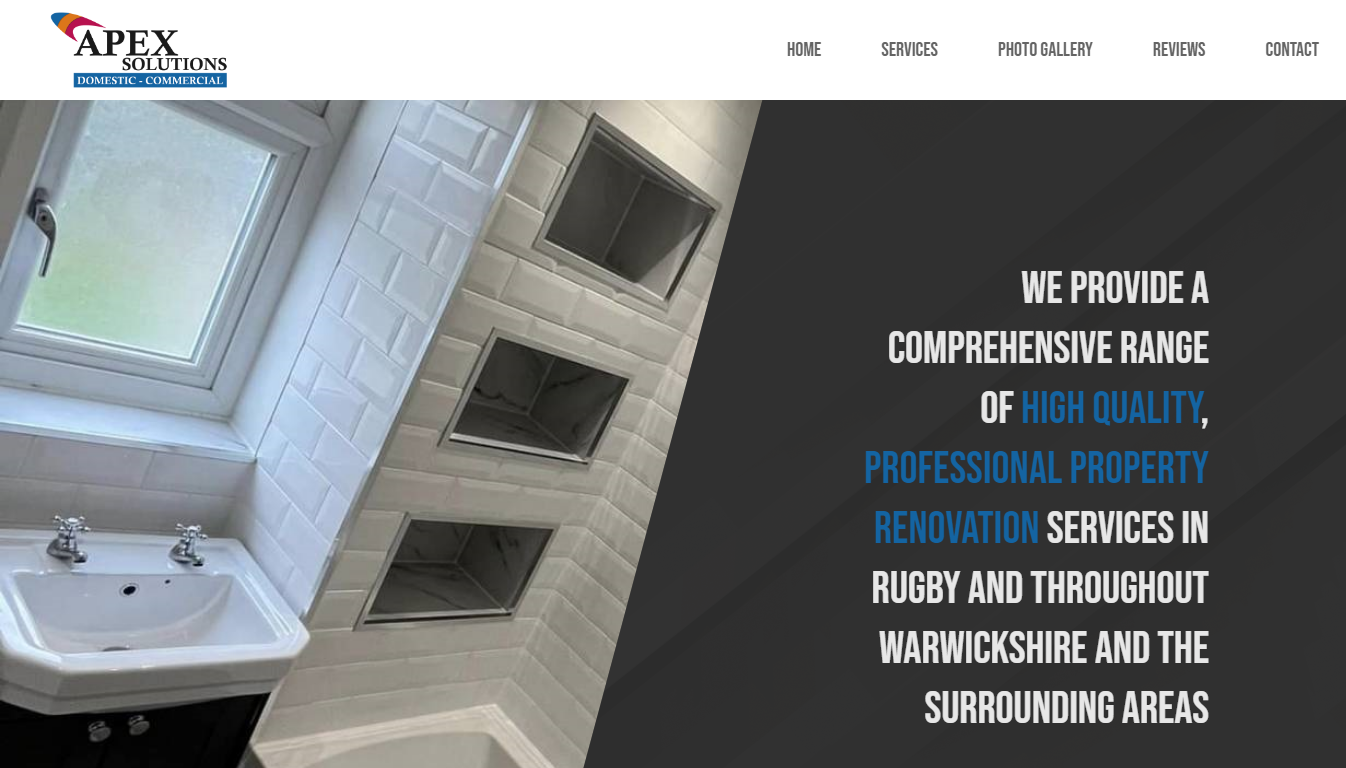 APEX
SOLUTIONS
DOMESTIC - COMMERCIAL
HOME SERVICES PHOTO GALLERY REVIEWS CONTACT
WE PROVIDE A
COMPREHENSIVE RANGE
OF HIGH QUALITY,
PROFESSIONAL PROPERTY
RENOVATION SERVICES IN
RUGBY AND THROUGHOUT
WARWICKSHIRE AND THE
SURROUNDING AREAS